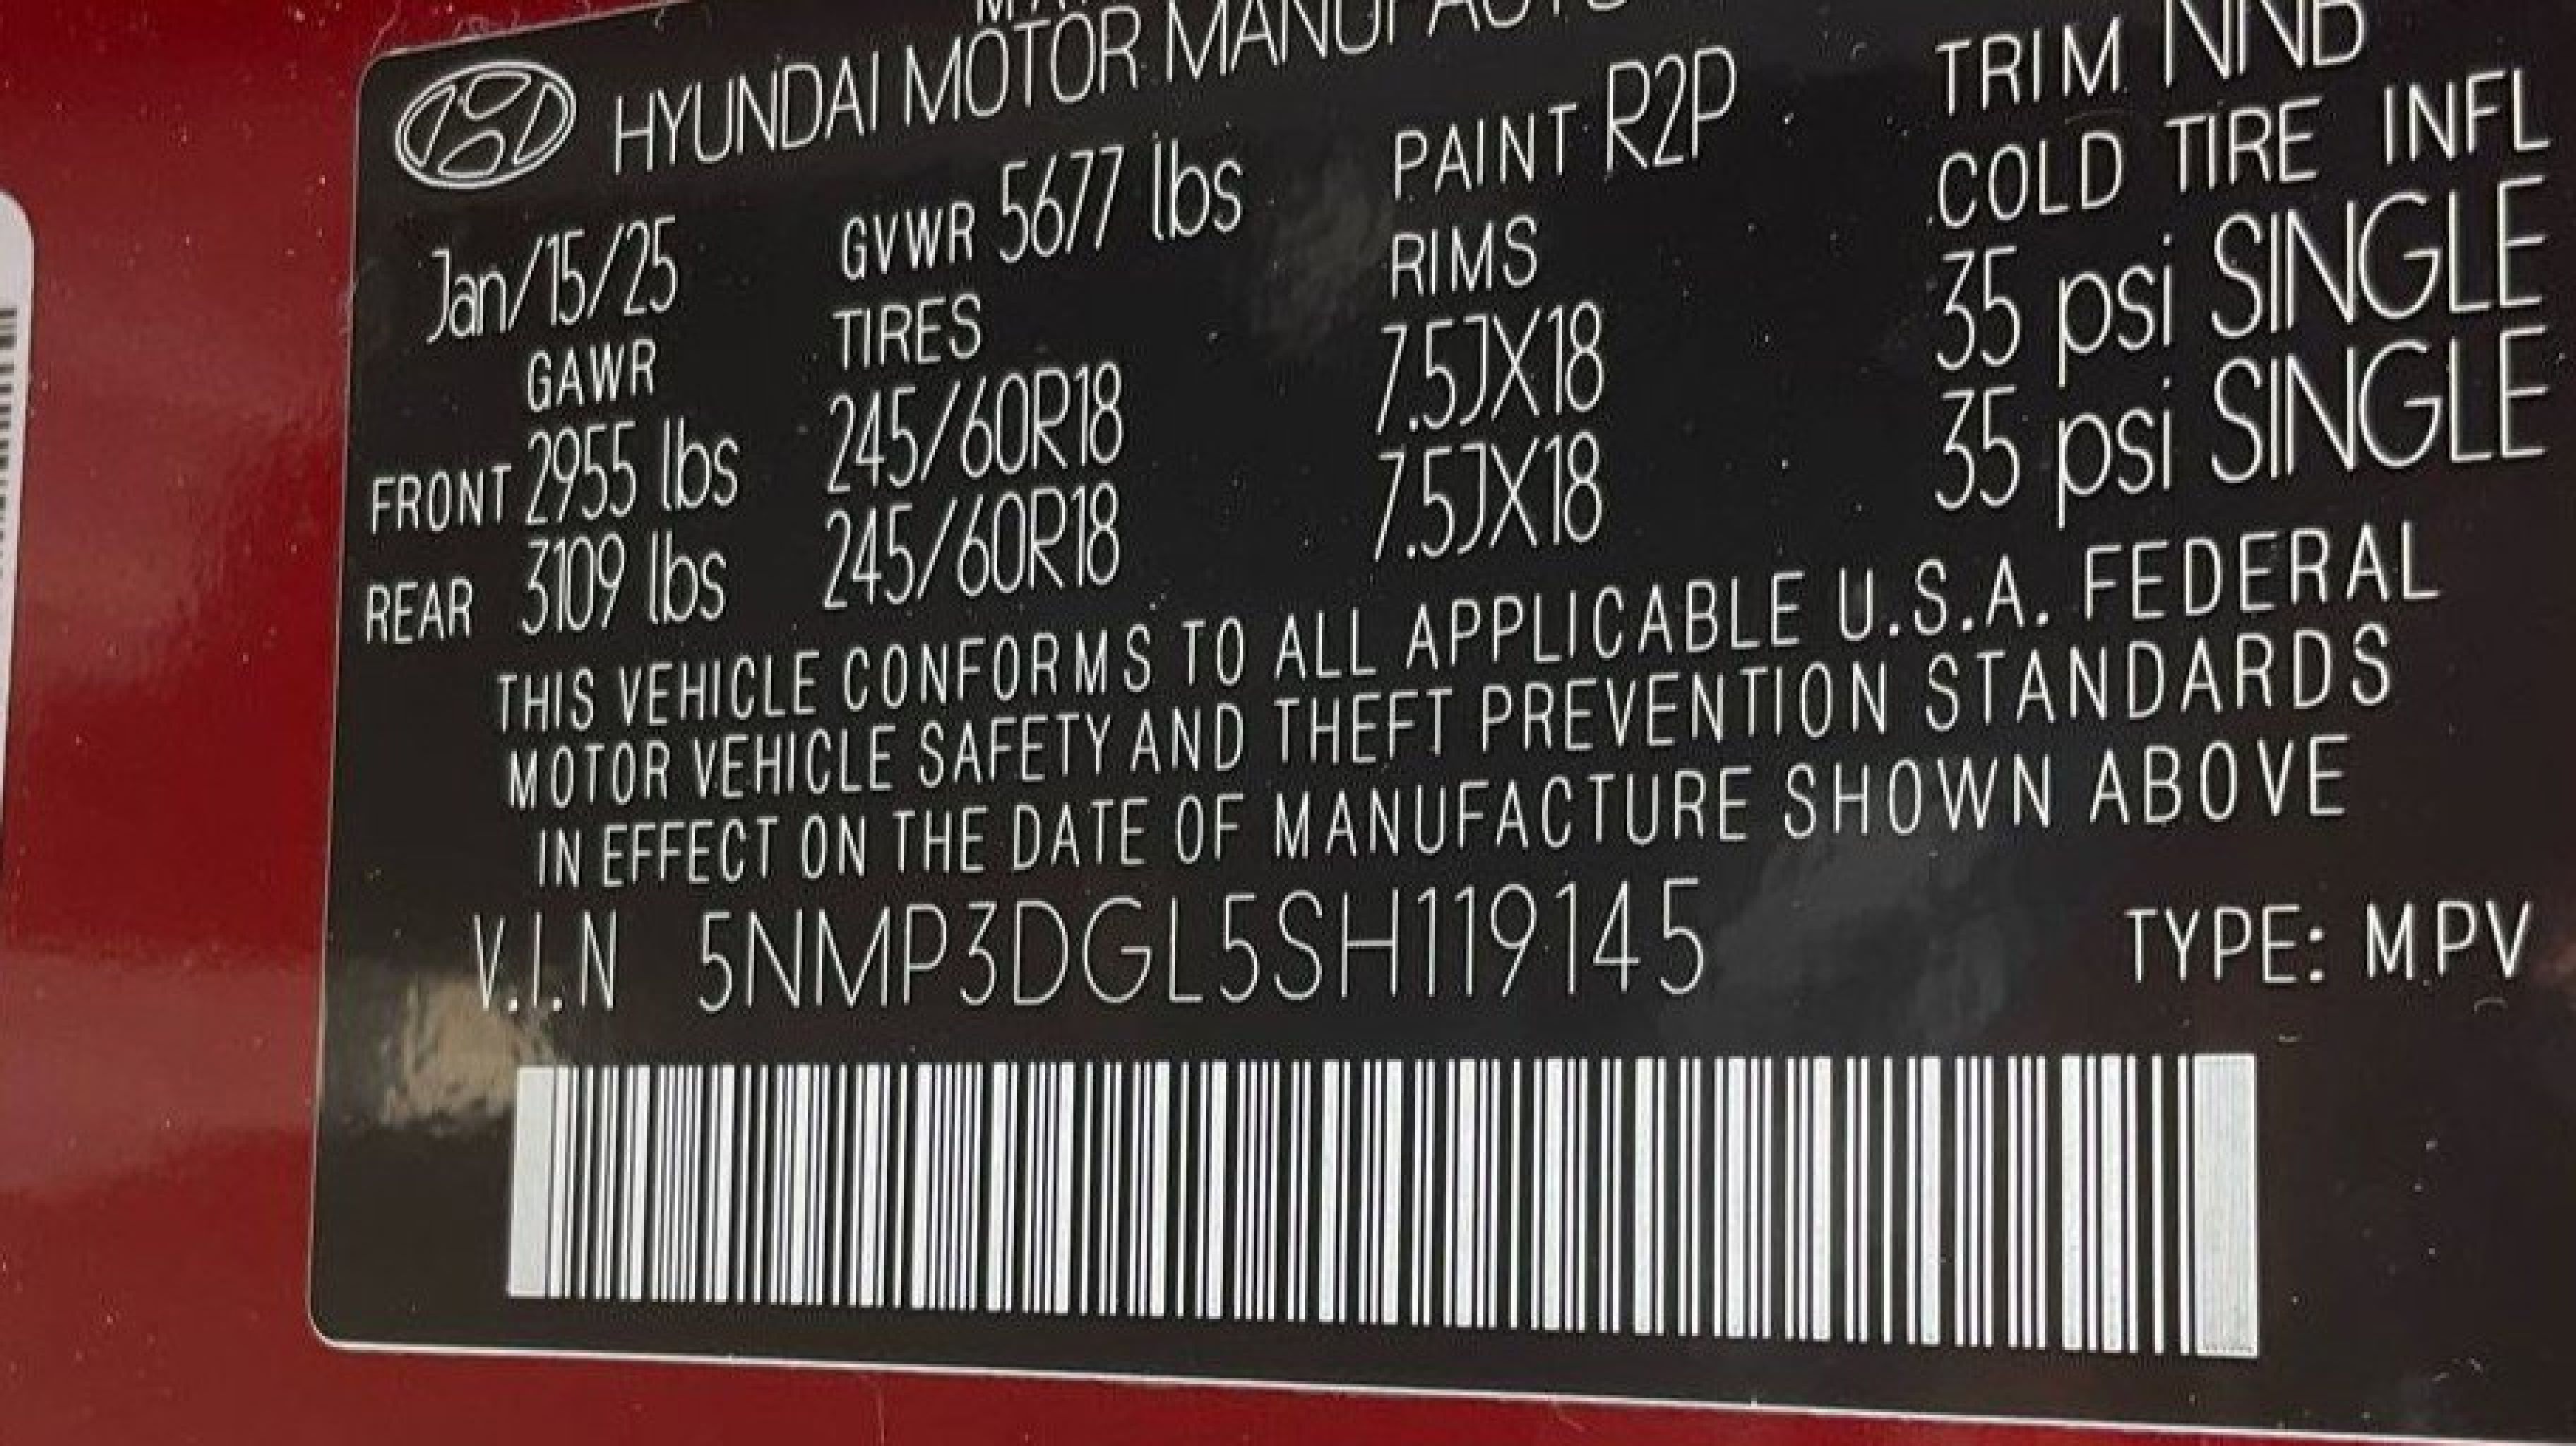 HYUNDAI MOTOR
PAINT R2P TRIM NNB
Jan/15/25 GVWR 5677 lbs RIMS COLD TIRE INFL
GAWR TIRES
FRONT 2955 lbs 245/60R18 7.5JX18 35 psi SINGLE
REAR 3109 lbs 245/60R18 7.5JX18 35 psi SINGLE
THIS VEHICLE CONFORMS TO ALL APPLICABLE U.S.A. FEDERAL
MOTOR VEHICLE SAFETY AND THEFT PREVENTION STANDARDS
IN EFFECT ON THE DATE OF MANUFACTURE SHOWN ABOVE
V.I.N 5NMP3DGL5SH119145 TYPE: M.PV